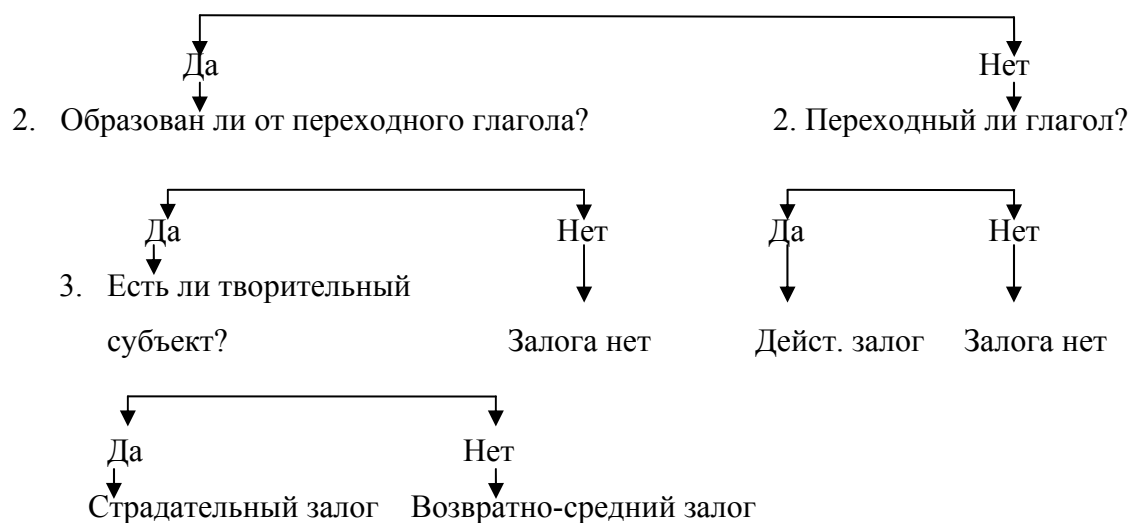 Да Нет
2. Образован ли от переходного глагола? 2. Переходный ли глагол?
Да Нет Да Нет
3. Есть ли творительный
субъект? Залога нет Дейст. залог Залога нет
Да Нет
Страдательный залог Возвратно-средний залог